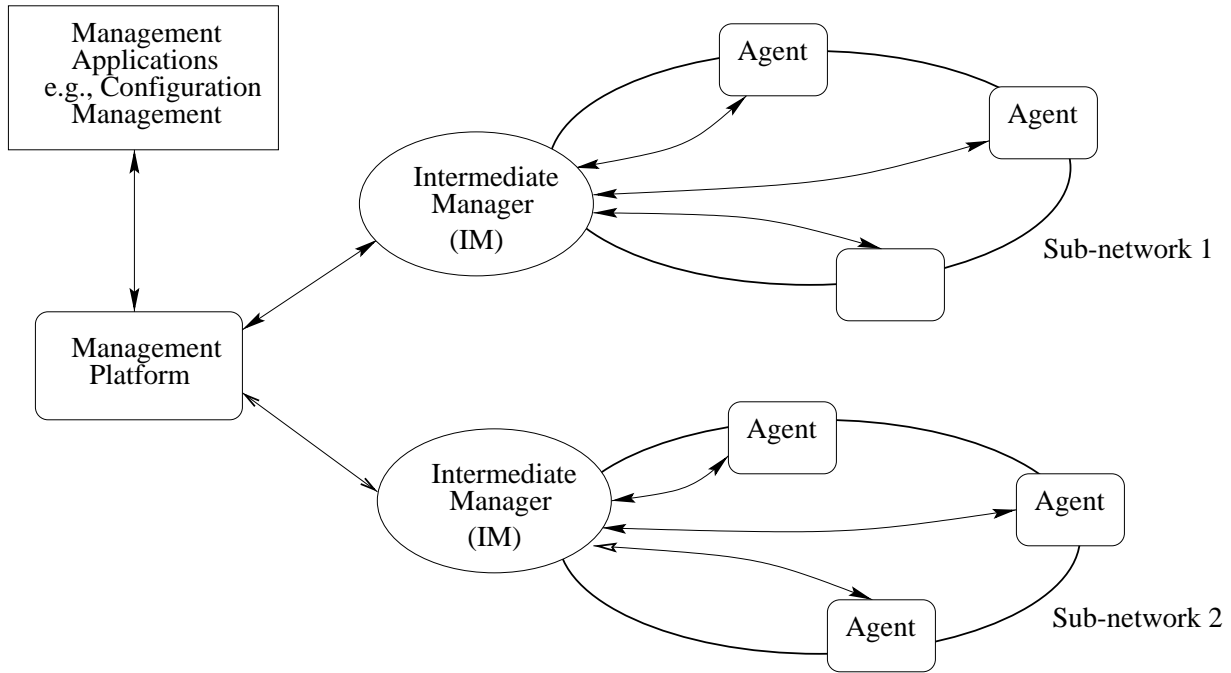 Management
Applications
e.g., Configuration
Management
Agent
Agent
Intermediate
Manager
(IM)
Sub-network 1
Management
Platform
Agent
Intermediate
Manager
(IM)
Agent
Agent
Sub-network 2